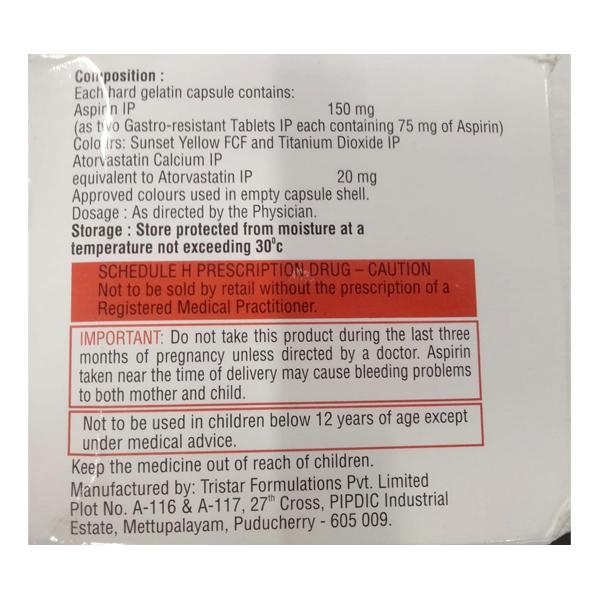 Composition :
Each hard gelatin capsule contains:
Aspirin IP 150 mg
(as two Gastro-resistant Tablets IP each containing 75 mg of Aspirin)
Colours: Sunset Yellow FCF and Titanium Dioxide IP
Atorvastatin Calcium IP
equivalent to Atorvastatin IP 20 mg
Approved colours used in empty capsule shell.
Dosage : As directed by the Physician.
Storage : Store protected from moisture at a
temperature not exceeding 30⁰c
SCHEDULE H PRESCRIPTION DRUG – CAUTION
Not to be sold by retail without the prescription of a
Registered Medical Practitioner.
IMPORTANT: Do not take this product during the last three
months of pregnancy unless directed by a doctor. Aspirin
taken near the time of delivery may cause bleeding problems
to both mother and child.
Not to be used in children below 12 years of age except
under medical advice.
Keep the medicine out of reach of children.
Manufactured by: Tristar Formulations Pvt. Limited
Plot No. A-116 & A-117, 27th Cross, PIPDIC Industrial
Estate, Mettupalayam, Puducherry - 605 009.